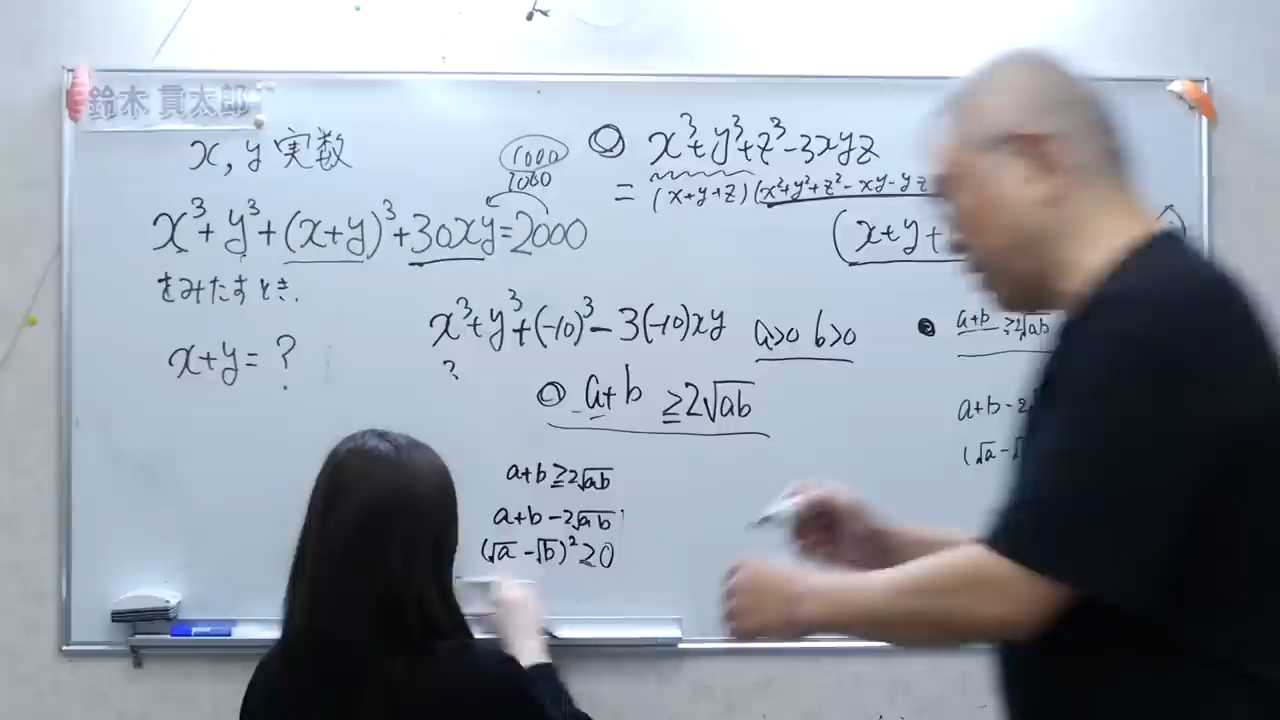 鈴木 貫太郎
x, y 実数
1000
1000
x³+y³+(x+y)³+30xy=2000
をみたすとき.
x+y=?
x³+y³+z³-3xyz
=(x+y+z)(x²+y²+z²-xy-yz
(x+y+
x³+y³+(-10)³-3(-10)xy
?
a>0 b>0
a+b ≧2√ab
a+b≧2√ab
a+b-2√ab
(√a-√b)²≧0
a+b ≧2√ab
a+b-2
(√a-√